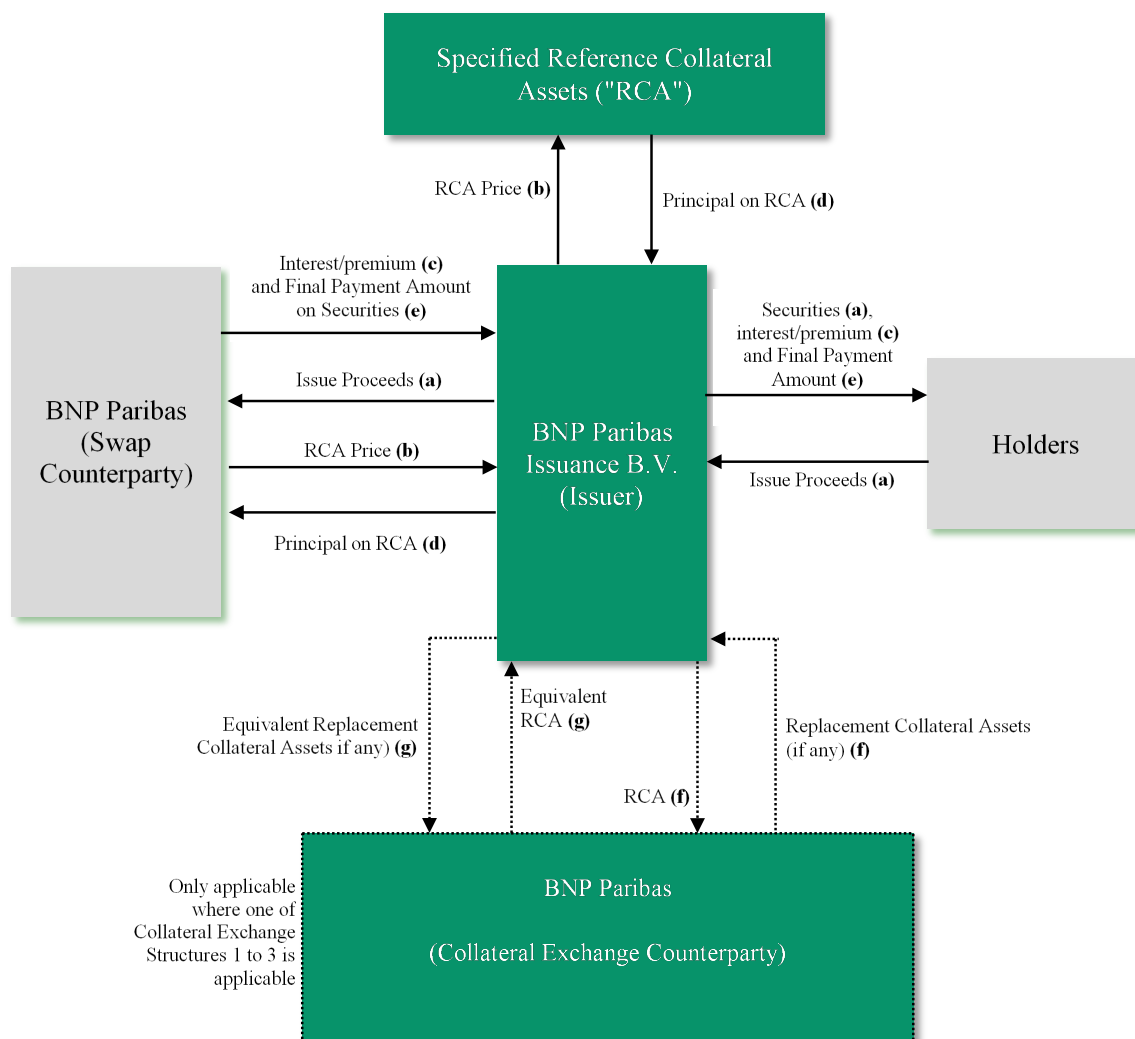 Specified Reference Collateral
Assets ("RCA")
RCA Price (b)
Principal on RCA (d)
Interest/premium (c)
and Final Payment Amount
on Securities (e)
Issue Proceeds (a)
RCA Price (b)
Principal on RCA (d)
BNP Paribas
(Swap
Counterparty)
BNP Paribas
Issuance B.V.
(Issuer)
Securities (a),
interest/premium (c)
and Final Payment
Amount (e)
Issue Proceeds (a)
Holders
Equivalent Replacement
Collateral Assets if any) (g)
Equivalent
RCA (g)
RCA (f)
Replacement Collateral Assets
(if any) (f)
Only applicable
where one of
Collateral Exchange
Structures 1 to 3 is
applicable
BNP Paribas
(Collateral Exchange Counterparty)